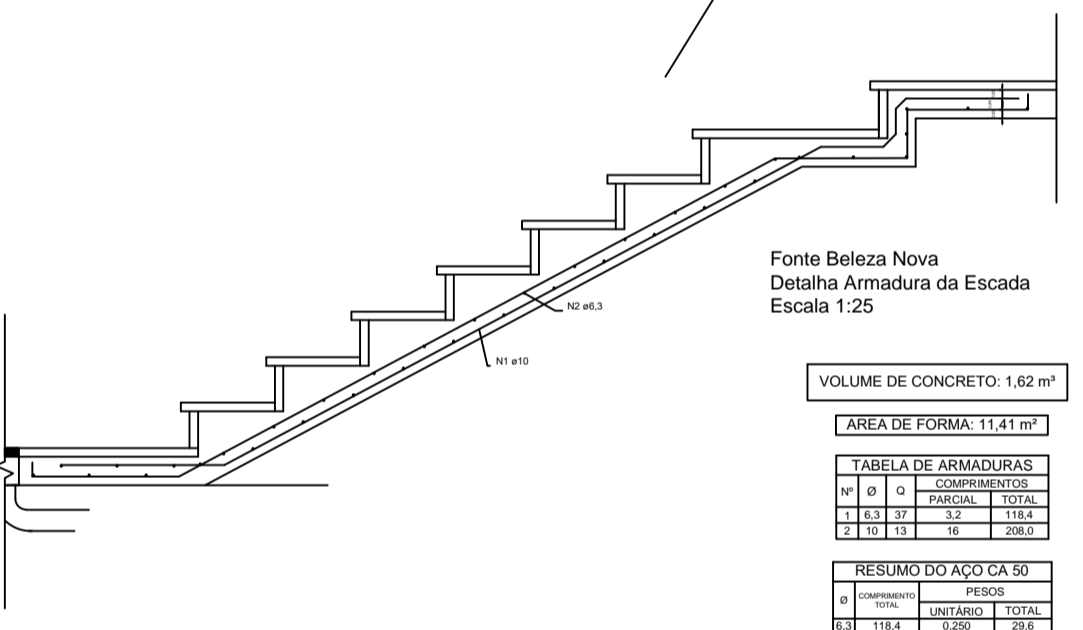 Fonte Beleza Nova
Detalha Armadura da Escada
Escala 1:25
N2 ø6,3
N1 ø10
VOLUME DE CONCRETO: 1,62 m³
AREA DE FORMA: 11,41 m²
TABELA DE ARMADURAS
Nº Ø Q COMPRIMENTOS
PARCIAL TOTAL
1 6,3 37 3,2 118,4
2 10 13 16 208,0
RESUMO DO AÇO CA 50
Ø COMPRIMENTO TOTAL PESOS
UNITÁRIO TOTAL
6,3 118,4 0,250 29,6